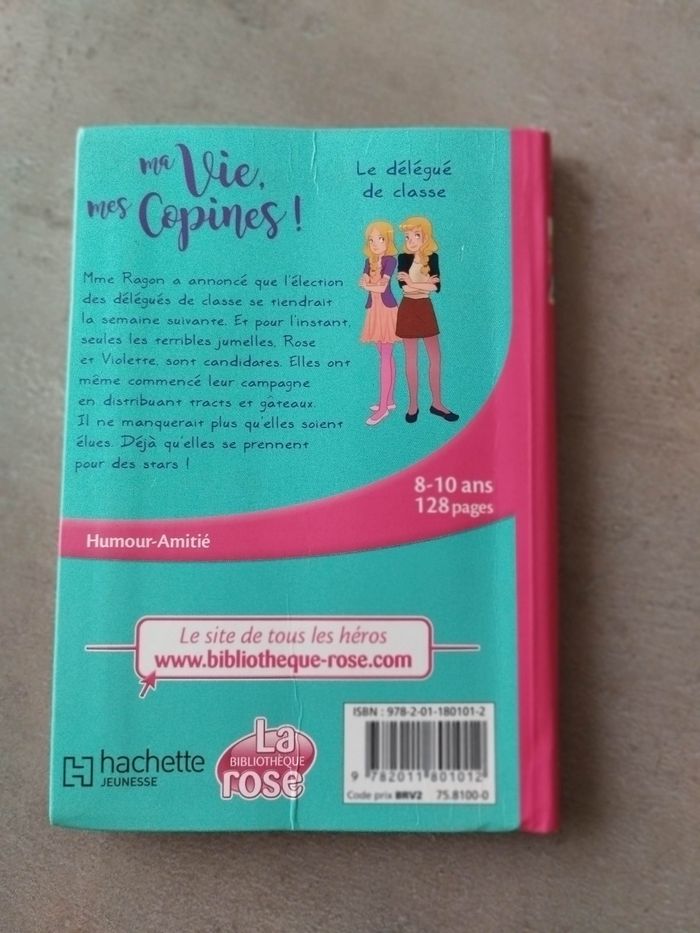 ma Vie,
mes Copines !
Le délégué
de classe
Mme Ragon a annoncé que l'élection
des délégués de classe se tiendrait
la semaine suivante. Et pour l'instant,
seules les terribles jumelles, Rose
et Violette, sont candidates. Elles ont
même commencé leur campagne
en distribuant tracts et gâteaux.
Il ne manquerait plus qu'elles soient
élues. Déjà qu'elles se prennent
pour des stars !
8-10 ans
128 pages
Humour-Amitié
Le site de tous les héros
www.bibliotheque-rose.com
hachette
JEUNESSE
La
BIBLIOTHÈQUE
rose
ISBN : 978-2-01-180101-2
9 782011 801012
Code prix BRV2 75.8100-0